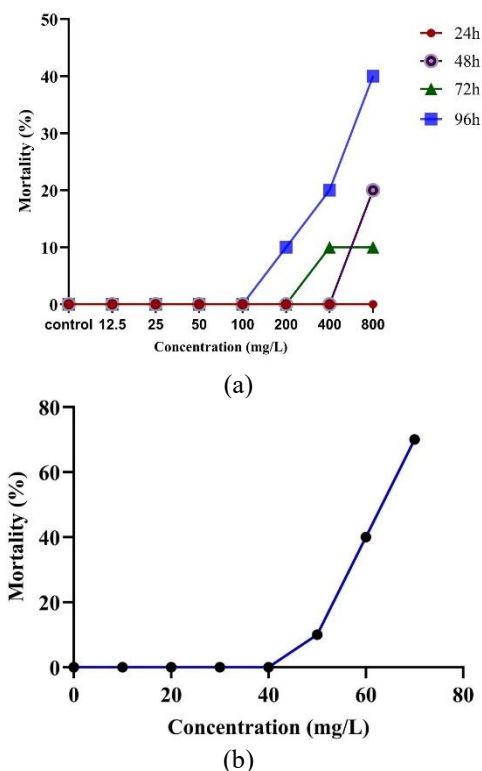 50
40
30
20
10
0
Mortality (%)
control 12.5 25 50 100 200 400 800
Concentration (mg/L)
24h
48h
72h
96h
(a)
80
60
40
20
0
Mortality (%)
0 20 40 60 80
Concentration (mg/L)
(b)